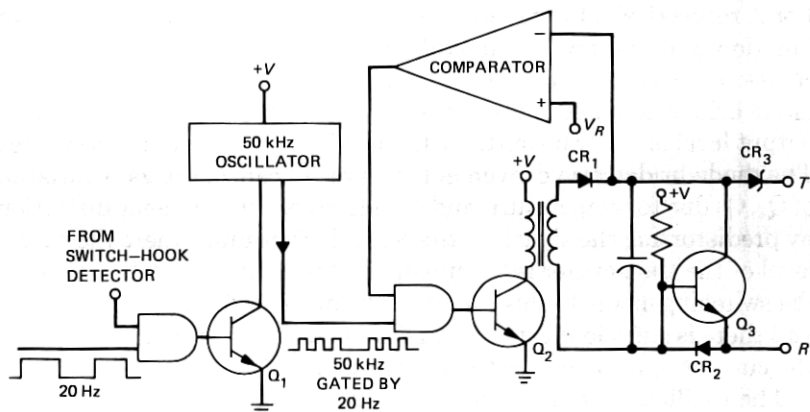 COMPARATOR
−
+
V_R
+V
50 kHz
OSCILLATOR
+V
CR1
CR3
T
+V
FROM
SWITCH–HOOK
DETECTOR
Q3
Q1
Q2
R
20 Hz
50 kHz
GATED BY
20 Hz
CR2